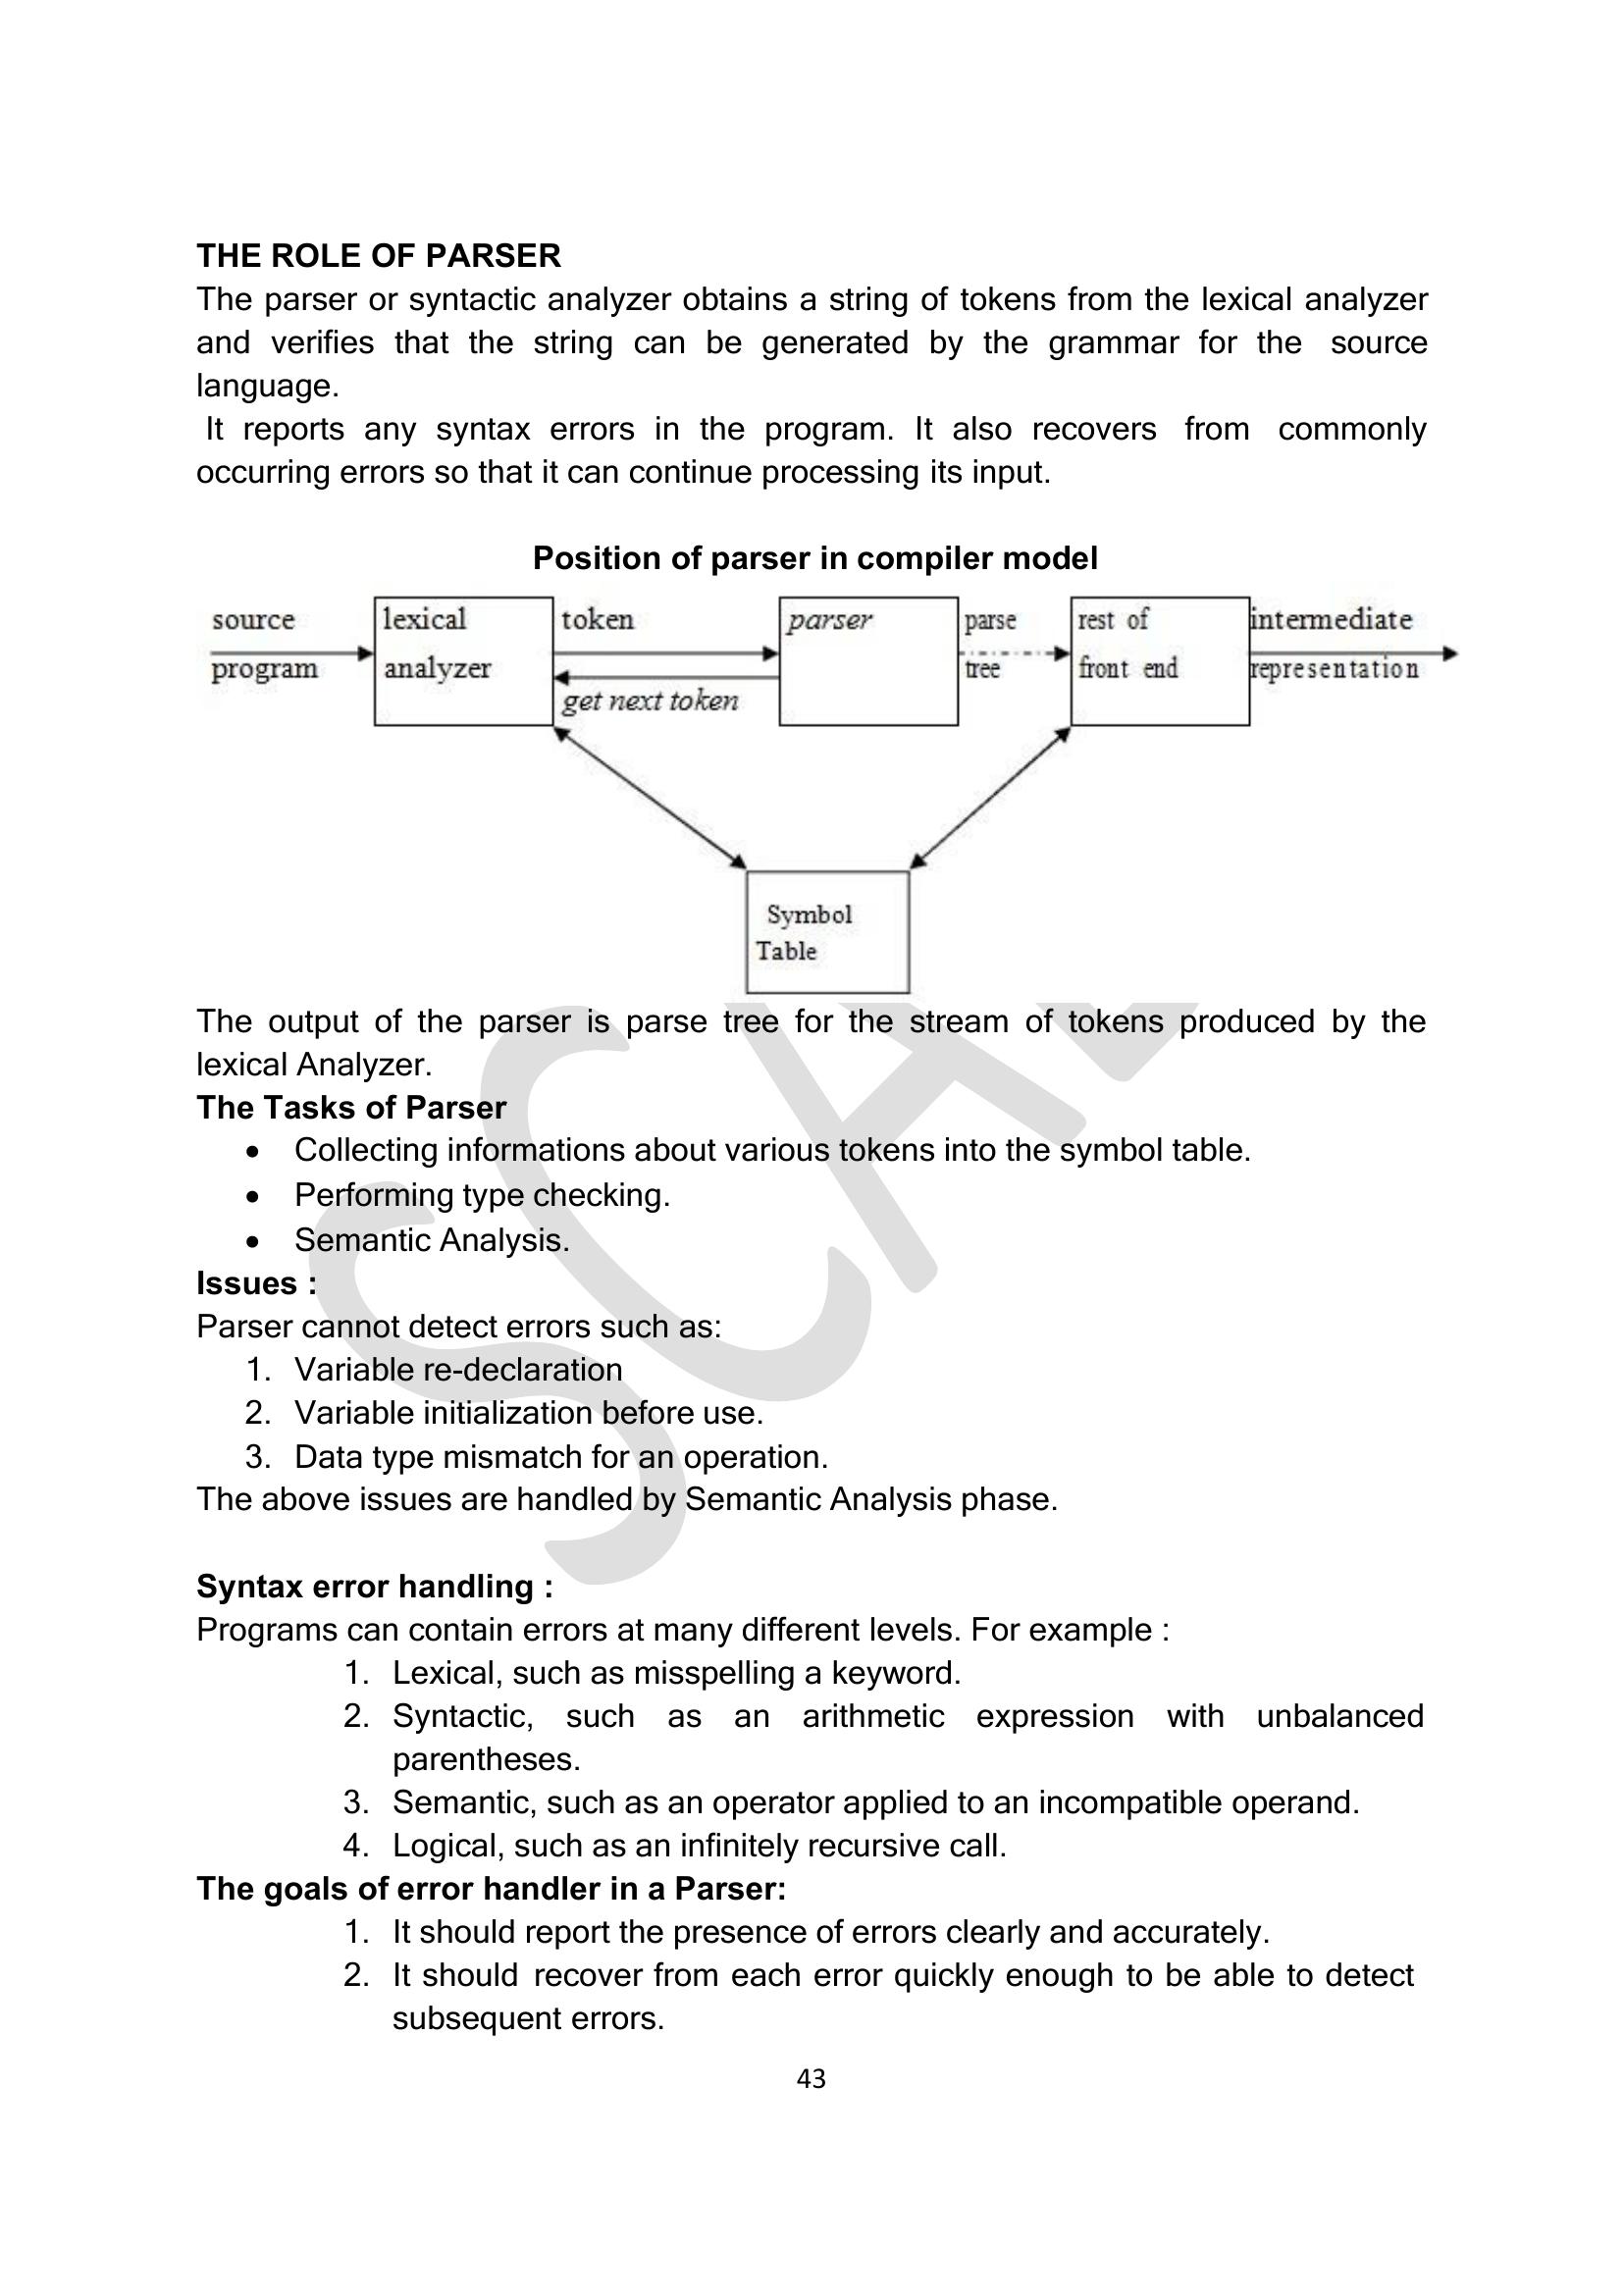 THE ROLE OF PARSER
The parser or syntactic analyzer obtains a string of tokens from the lexical analyzer
and verifies that the string can be generated by the grammar for the source
language.
It reports any syntax errors in the program. It also recovers from commonly
occurring errors so that it can continue processing its input.
Position of parser in compiler model
source lexical token parser parse rest of intermediate
program analyzer tree front end representation
get next token
Symbol
Table
The output of the parser is parse tree for the stream of tokens produced by the
lexical Analyzer.
The Tasks of Parser
• Collecting informations about various tokens into the symbol table.
• Performing type checking.
• Semantic Analysis.
Issues :
Parser cannot detect errors such as:
1. Variable re-declaration
2. Variable initialization before use.
3. Data type mismatch for an operation.
The above issues are handled by Semantic Analysis phase.
Syntax error handling :
Programs can contain errors at many different levels. For example :
1. Lexical, such as misspelling a keyword.
2. Syntactic, such as an arithmetic expression with unbalanced
parentheses.
3. Semantic, such as an operator applied to an incompatible operand.
4. Logical, such as an infinitely recursive call.
The goals of error handler in a Parser:
1. It should report the presence of errors clearly and accurately.
2. It should recover from each error quickly enough to be able to detect
subsequent errors.
43